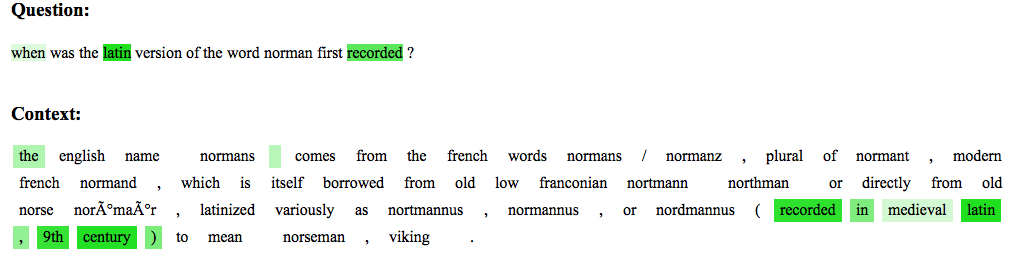 Question:
when was the latin version of the word norman first recorded ?
Context:
the english name normans comes from the french words normans / normanz , plural of normant , modern
french normand , which is itself borrowed from old low franconian nortmann northman or directly from old
norse norÃºmaÃ°r , latinized variously as nortmannus , normannus , or nordmannus ( recorded in medieval latin
, 9th century ) to mean norseman , viking .